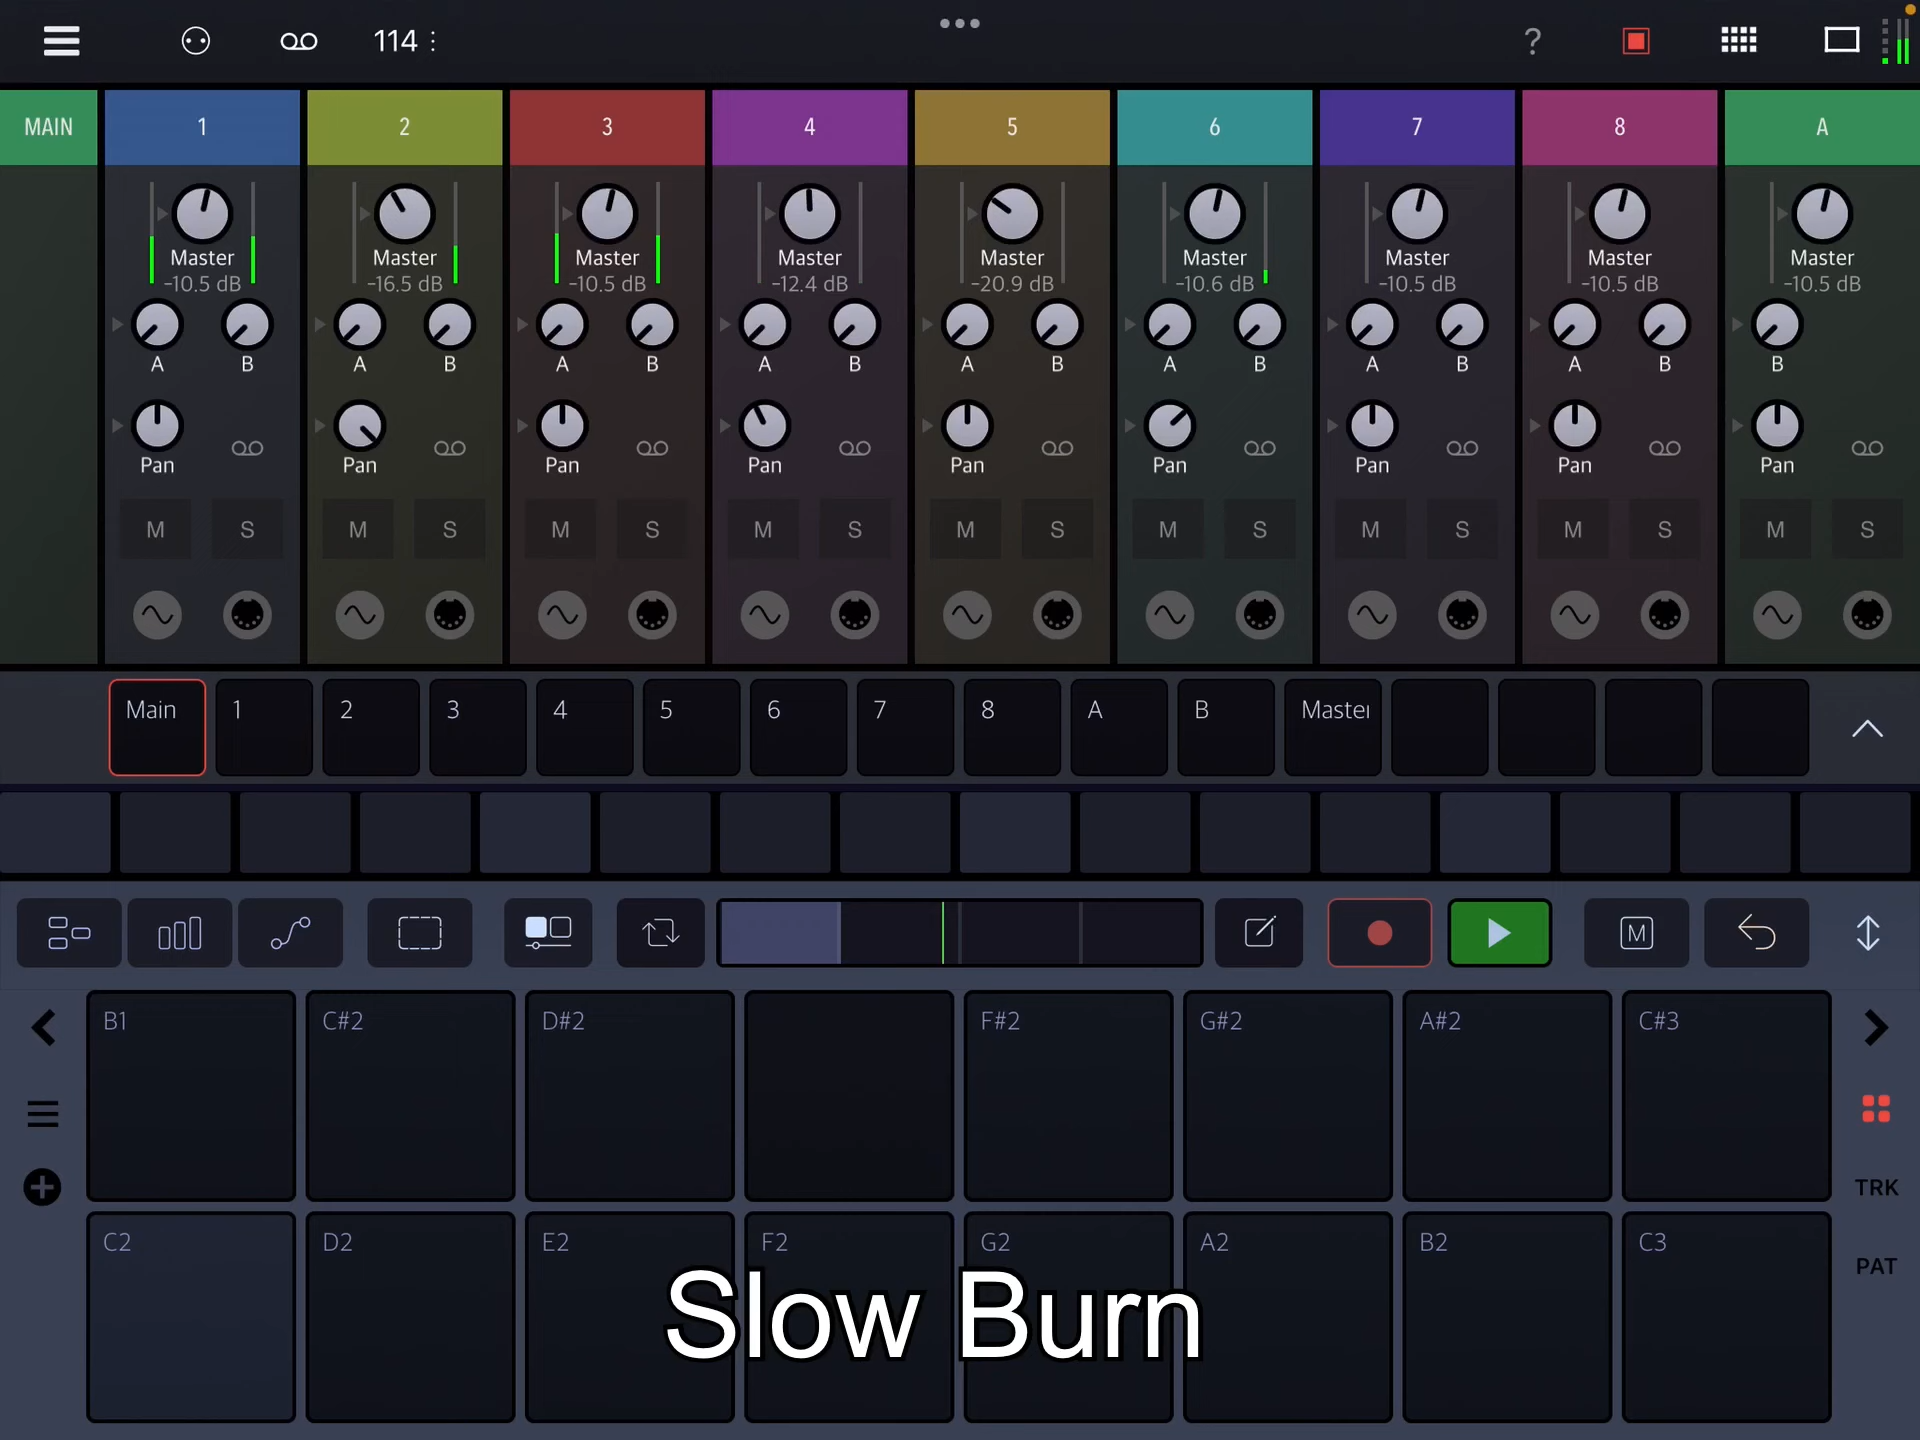 114
?
MAIN 1 2 3 4 5 6 7 8 A
Master Master Master Master Master Master Master Master Master
-10.5 dB -16.5 dB -10.5 dB -12.4 dB -20.9 dB -10.6 dB -10.5 dB -10.5 dB -10.5 dB
A B A B A B A B A B A B A B A B B
Pan Pan Pan Pan Pan Pan Pan Pan Pan
M S M S M S M S M S M S M S M S M S
Main 1 2 3 4 5 6 7 8 A B Master
M
B1 C#2 D#2 F#2 G#2 A#2 C#3
TRK
C2 D2 E2 F2 G2 A2 B2 C3
PAT
Slow Burn